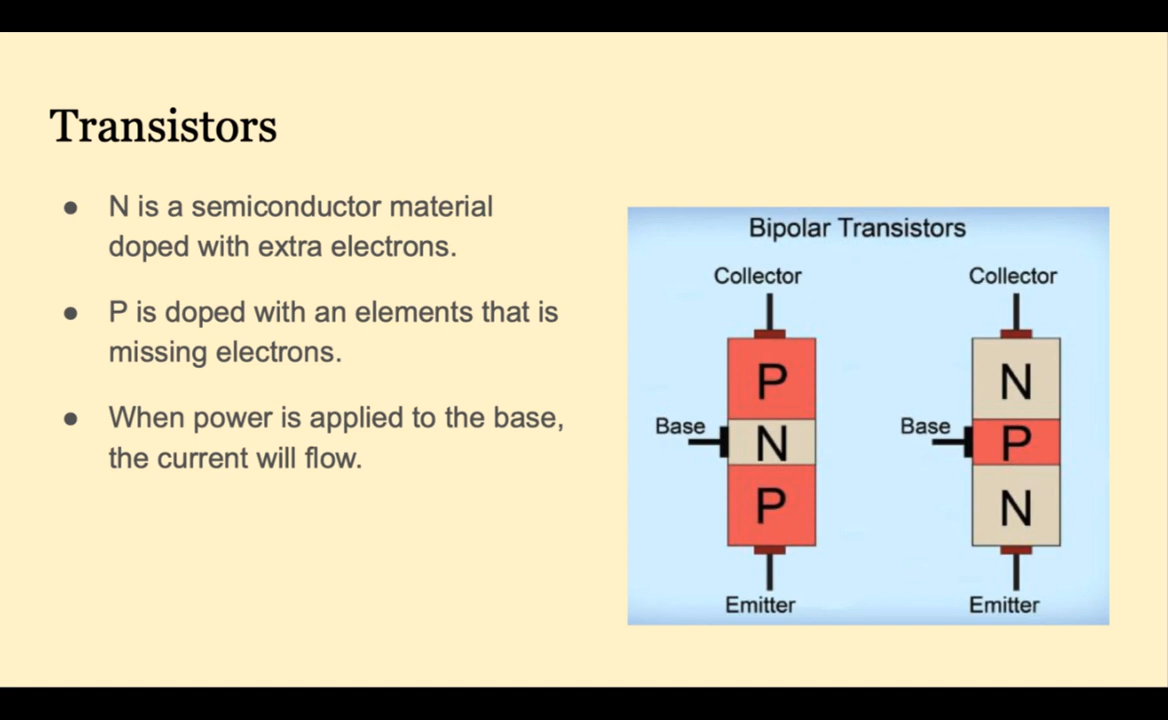 Transistors
● N is a semiconductor material
doped with extra electrons.
● P is doped with an elements that is
missing electrons.
● When power is applied to the base,
the current will flow.
Bipolar Transistors
Collector
P
Base
N
P
Emitter
Collector
N
Base
P
N
Emitter